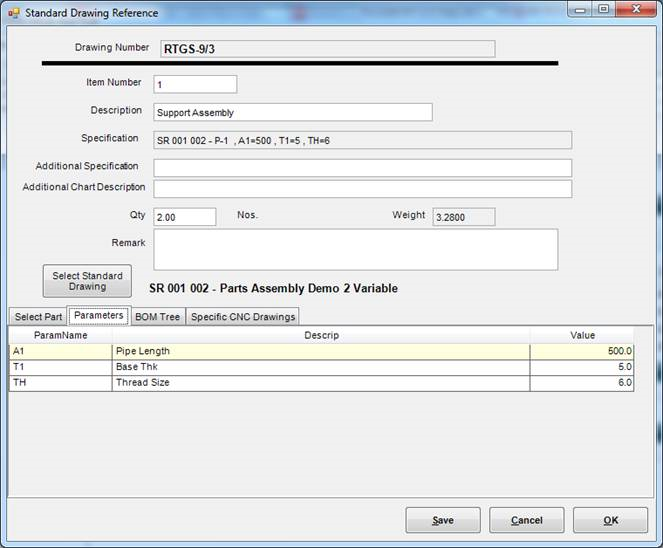 Standard Drawing Reference
Drawing Number RTGS-9/3
Item Number 1
Description Support Assembly
Specification SR 001 002 - P-1 , A1=500 , T1=5 , TH=6
Additional Specification
Additional Chart Description
Qty 2.00 Nos. Weight 3.2800
Remark
Select Standard
Drawing
SR 001 002 - Parts Assembly Demo 2 Variable
Select Part Parameters BOM Tree Specific CNC Drawings
ParamName Descrip Value
A1 Pipe Length 500.0
T1 Base Thk 5.0
TH Thread Size 6.0
Save Cancel OK